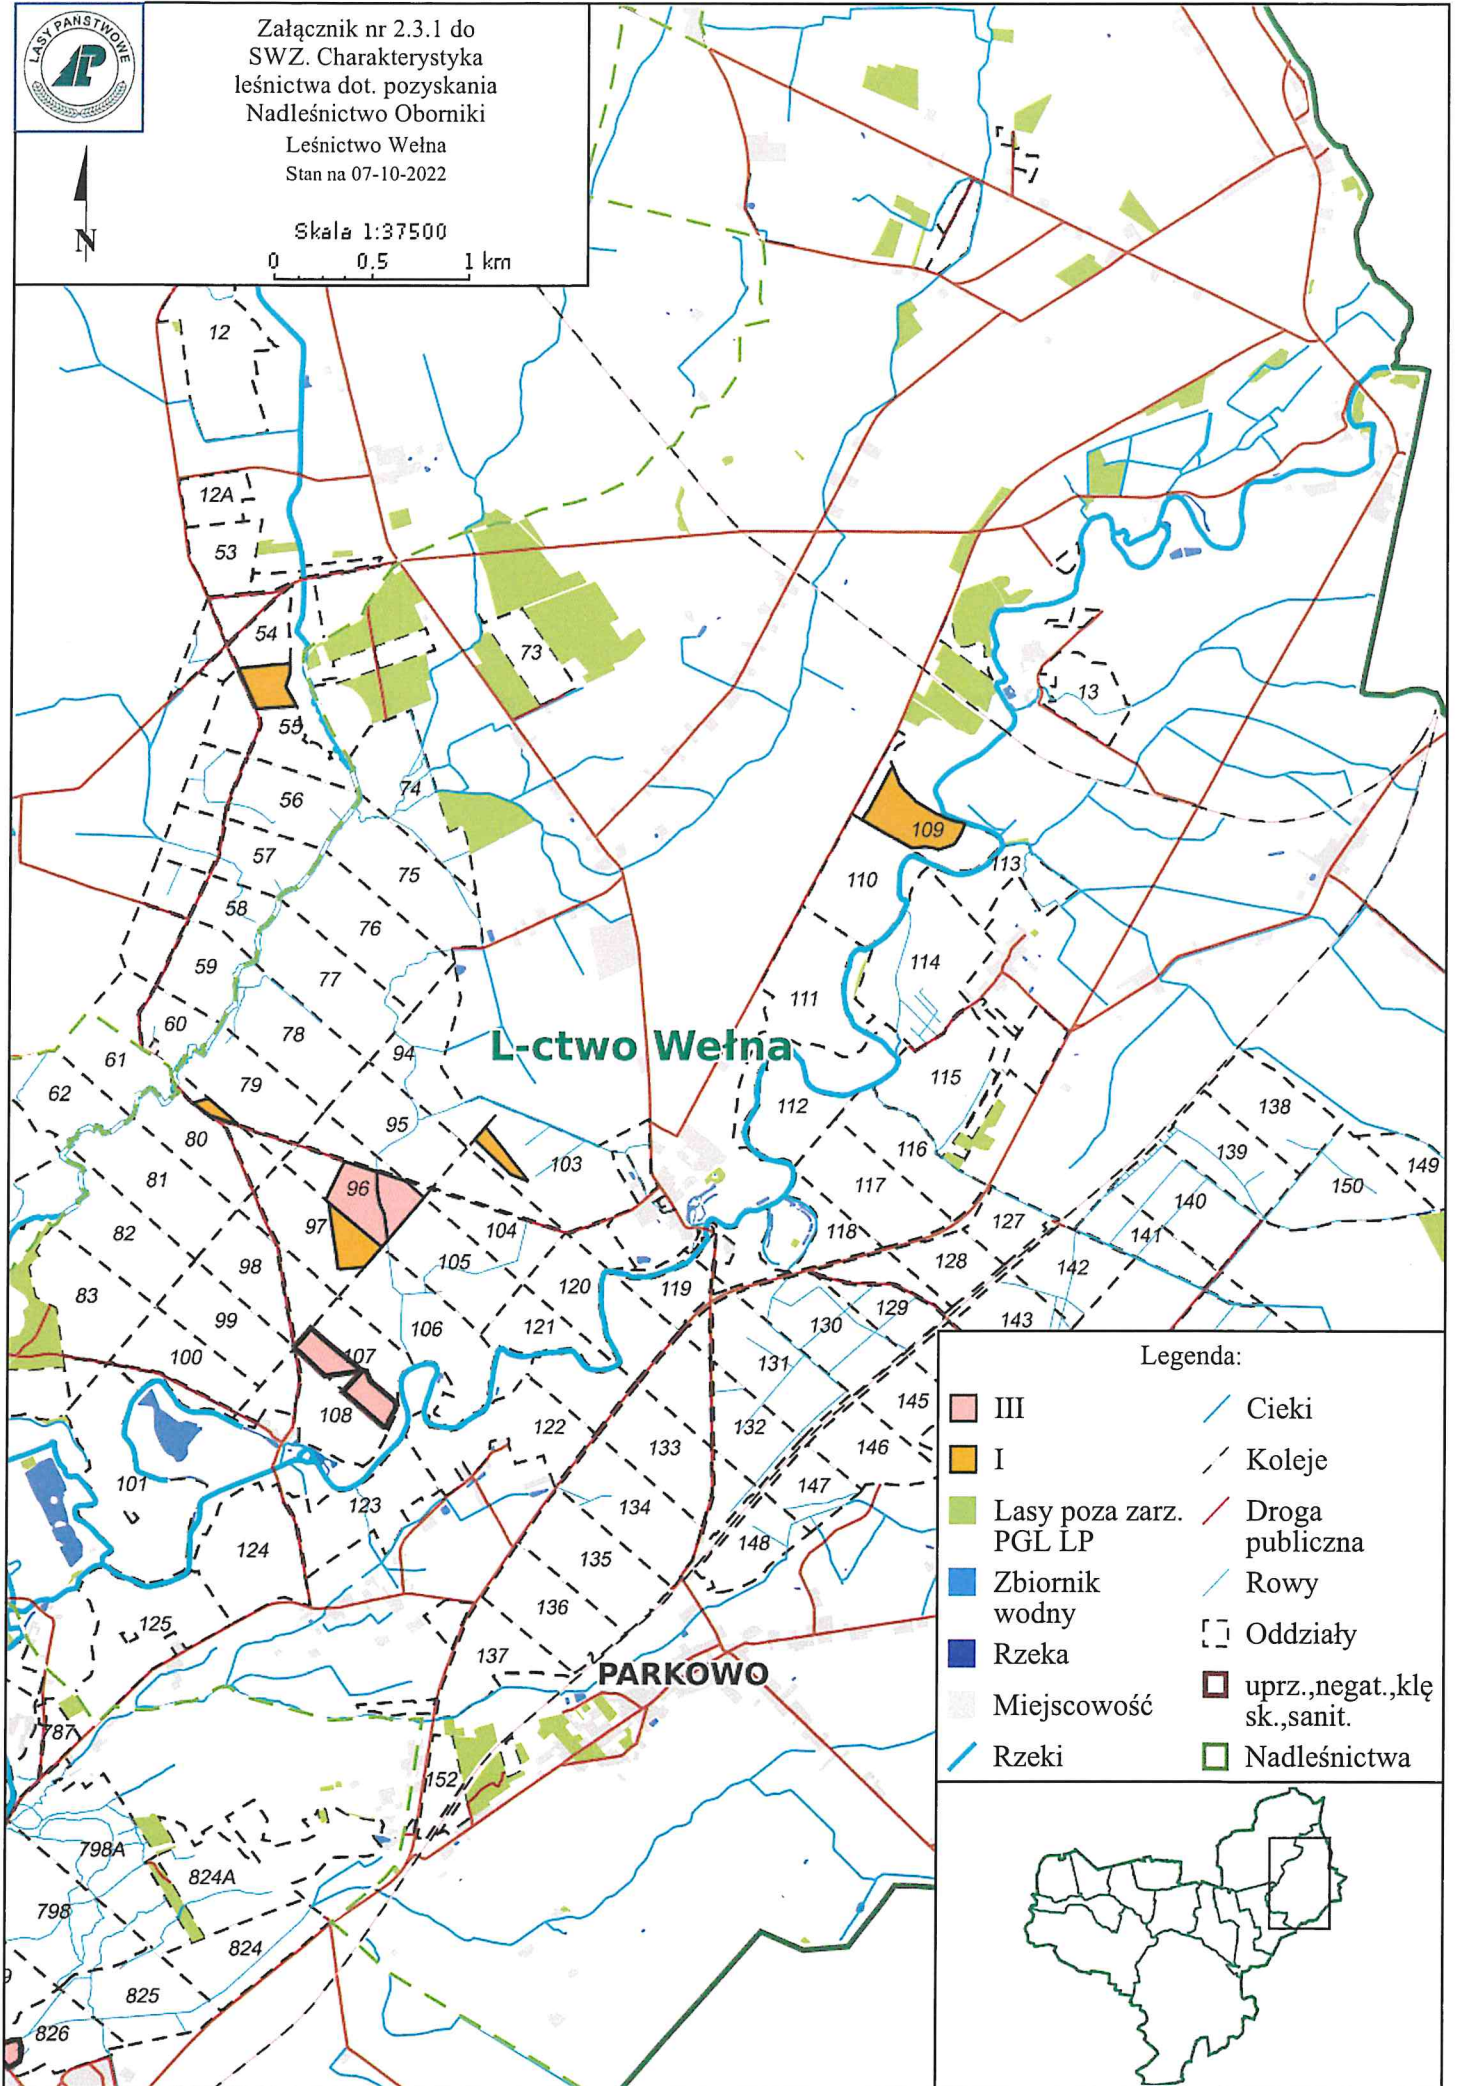 LASY PAŃSTWOWE
LP
Załącznik nr 2.3.1 do
SWZ. Charakterystyka
leśnictwa dot. pozyskania
Nadleśnictwo Oborniki
Leśnictwo Wełna
Stan na 07-10-2022
N
Skala 1:37500
0 0.5 1 km
12
12A
53
54
73
13
55
74
56
109
57
75
110
113
58
76
59
77
114
111
60
78
94
L-ctwo Wełna
61
79
115
62
112
138
95
80
103
116
139
149
81
96
117
150
140
97
104
118
127
82
141
98
105
128
142
120
119
83
129
99
106
121
130
143
100
107
131
145
108
122
132
133
146
101
147
123
134
148
124
135
136
125
137
PARKOWO
787
152
798A
824A
798
824
9
825
826
Legenda:
III
I
Lasy poza zarz.
PGL LP
Zbiornik
wodny
Rzeka
Miejscowość
Rzeki
Cieki
Koleje
Droga
publiczna
Rowy
Oddziały
uprz.,negat.,klę
sk.,sanit.
Nadleśnictwa